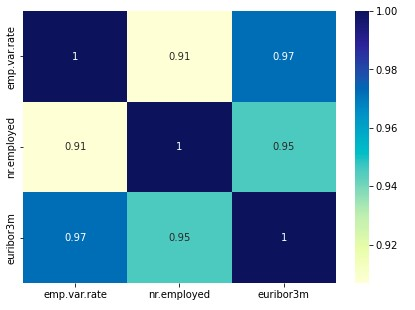 emp.var.rate
1
0.91
0.97
nr.employed
0.91
1
0.95
euribor3m
0.97
0.95
1
emp.var.rate
nr.employed
euribor3m
1.00
0.98
0.96
0.94
0.92